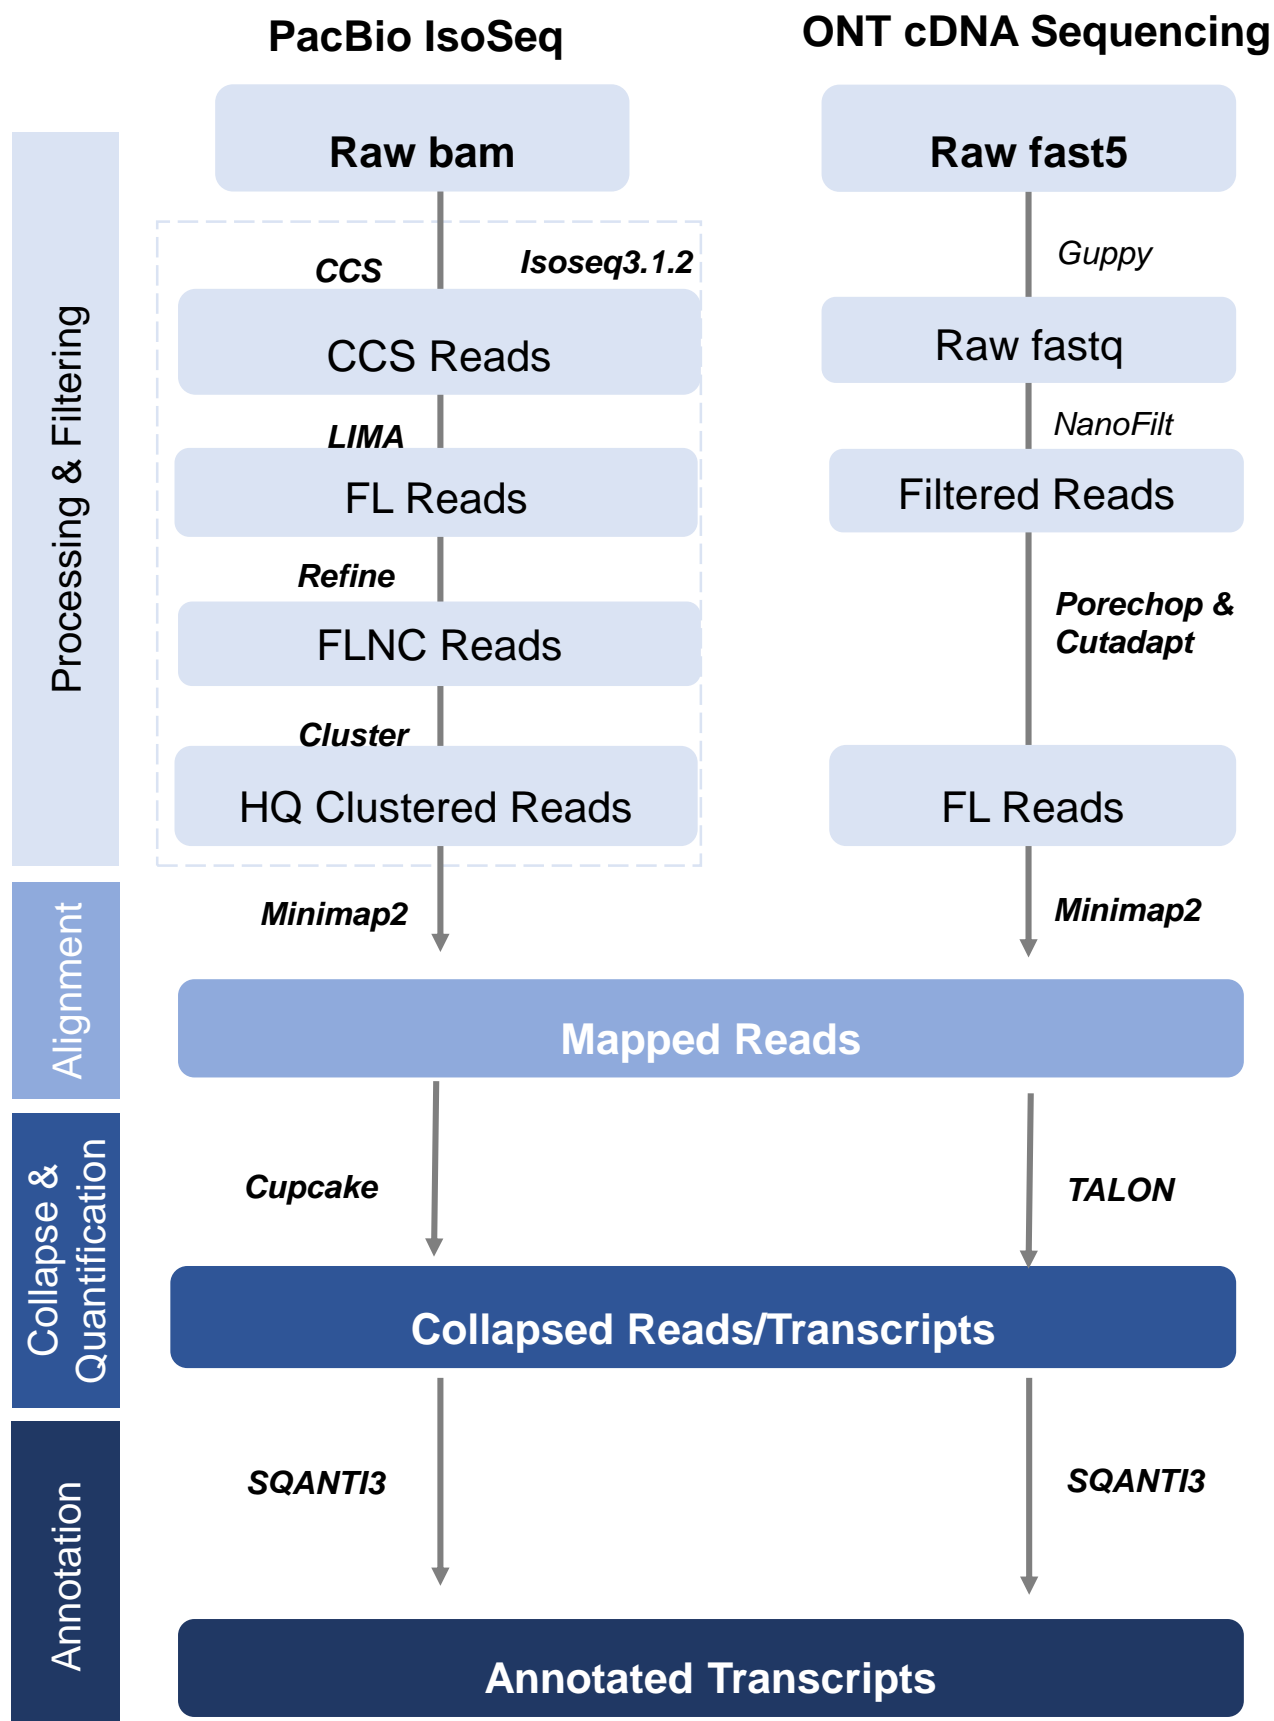 PacBio IsoSeq
ONT cDNA Sequencing
Processing & Filtering
Raw bam
Raw fast5
CCS
Isoseq3.1.2
Guppy
CCS Reads
Raw fastq
LIMA
NanoFilt
FL Reads
Filtered Reads
Refine
Porechop &
Cutadapt
FLNC Reads
Cluster
HQ Clustered Reads
FL Reads
Alignment
Minimap2
Minimap2
Mapped Reads
Collapse &
Quantification
Cupcake
TALON
Collapsed Reads/Transcripts
Annotation
SQANTI3
SQANTI3
Annotated Transcripts